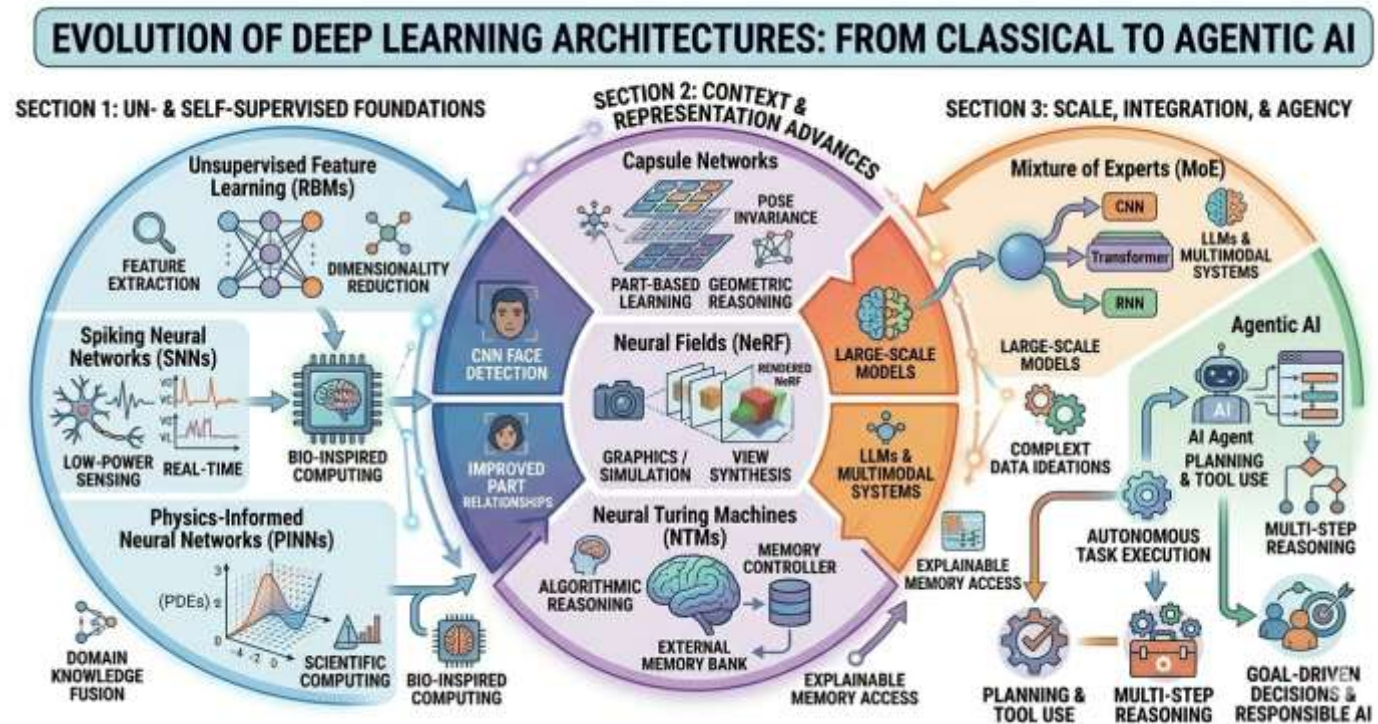 EVOLUTION OF DEEP LEARNING ARCHITECTURES: FROM CLASSICAL TO AGENTIC AI
SECTION 1: UN- & SELF-SUPERVISED FOUNDATIONS
Unsupervised Feature
Learning (RBMs)
FEATURE
EXTRACTION
DIMENSIONALITY
REDUCTION
Spiking Neural
Networks (SNNs)
LOW-POWER
SENSING
REAL-TIME
BIO-INSPIRED
COMPUTING
Physics-Informed
Neural Networks (PINNs)
(PDEs)
3
2
0
-4 -2 0
SCIENTIFIC
COMPUTING
DOMAIN
KNOWLEDGE
FUSION
BIO-INSPIRED
COMPUTING
SECTION 2: CONTEXT &
REPRESENTATION ADVANCES
CNN FACE
DETECTION
IMPROVED
PART
RELATIONSHIPS
Capsule Networks
POSE
INVARIANCE
PART-BASED
LEARNING
GEOMETRIC
REASONING
Neural Fields (NeRF)
RENDERED
NeRF
GRAPHICS /
SIMULATION
VIEW
SYNTHESIS
Neural Turing Machines
(NTMs)
ALGORITHMIC
REASONING
MEMORY
CONTROLLER
EXTERNAL
MEMORY BANK
LARGE-SCALE
MODELS
LLMs &
MULTIMODAL
SYSTEMS
EXPLAINABLE
MEMORY ACCESS
EXPLAINABLE
MEMORY ACCESS
SECTION 3: SCALE, INTEGRATION, & AGENCY
Mixture of Experts (MoE)
CNN
Transformer
RNN
LLMs &
MULTIMODAL
SYSTEMS
LARGE-SCALE
MODELS
COMPLEXT
DATA IDEATIONS
Agentic AI
AI
AI Agent
PLANNING
& TOOL USE
MULTI-STEP
REASONING
AUTONOMOUS
TASK EXECUTION
PLANNING &
TOOL USE
MULTI-STEP
REASONING
GOAL-DRIVEN
DECISIONS &
RESPONSIBLE AI